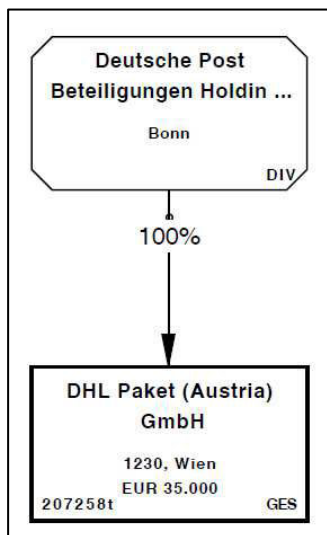 Deutsche Post
Beteiligungen Holdin ...
Bonn
DIV
100%
DHL Paket (Austria)
GmbH
1230, Wien
EUR 35.000
207258t GES